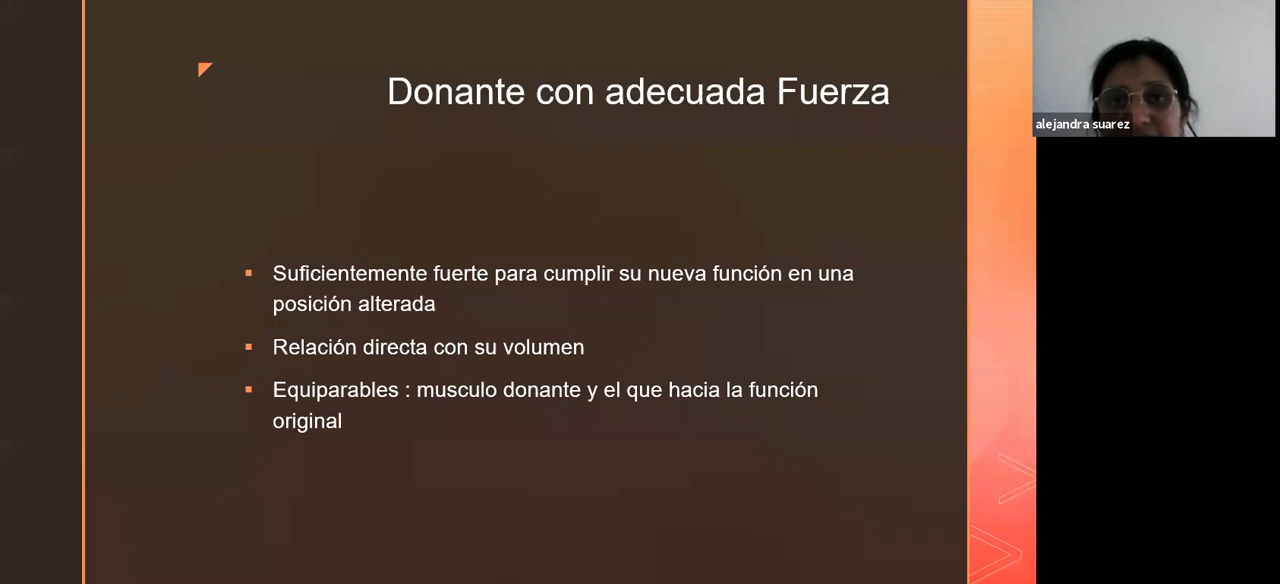 Donante con adecuada Fuerza
Suficientemente fuerte para cumplir su nueva función en una
posición alterada
Relación directa con su volumen
Equiparables : musculo donante y el que hacia la función
original
alejandra suarez